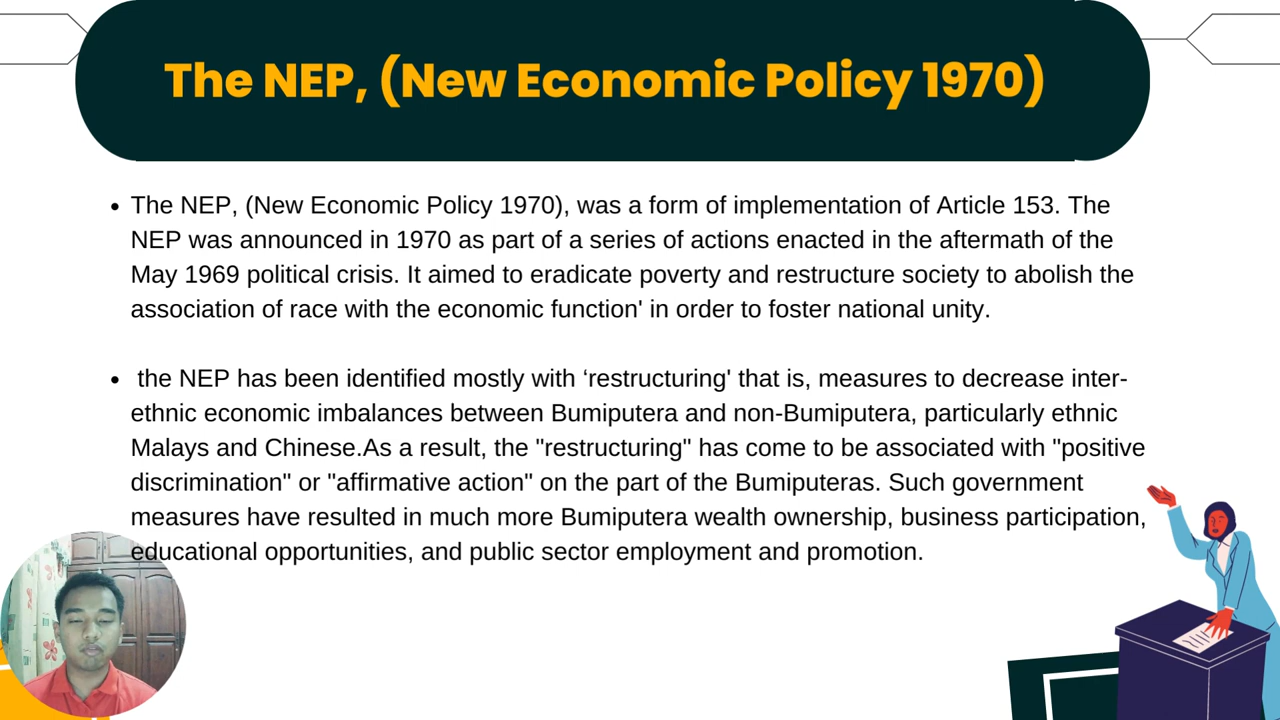 The NEP, (New Economic Policy 1970)
The NEP, (New Economic Policy 1970), was a form of implementation of Article 153. The
NEP was announced in 1970 as part of a series of actions enacted in the aftermath of the
May 1969 political crisis. It aimed to eradicate poverty and restructure society to abolish the
association of race with the economic function' in order to foster national unity.
the NEP has been identified mostly with ‘restructuring' that is, measures to decrease inter-
ethnic economic imbalances between Bumiputera and non-Bumiputera, particularly ethnic
Malays and Chinese.As a result, the "restructuring" has come to be associated with "positive
discrimination" or "affirmative action" on the part of the Bumiputeras. Such government
measures have resulted in much more Bumiputera wealth ownership, business participation,
educational opportunities, and public sector employment and promotion.